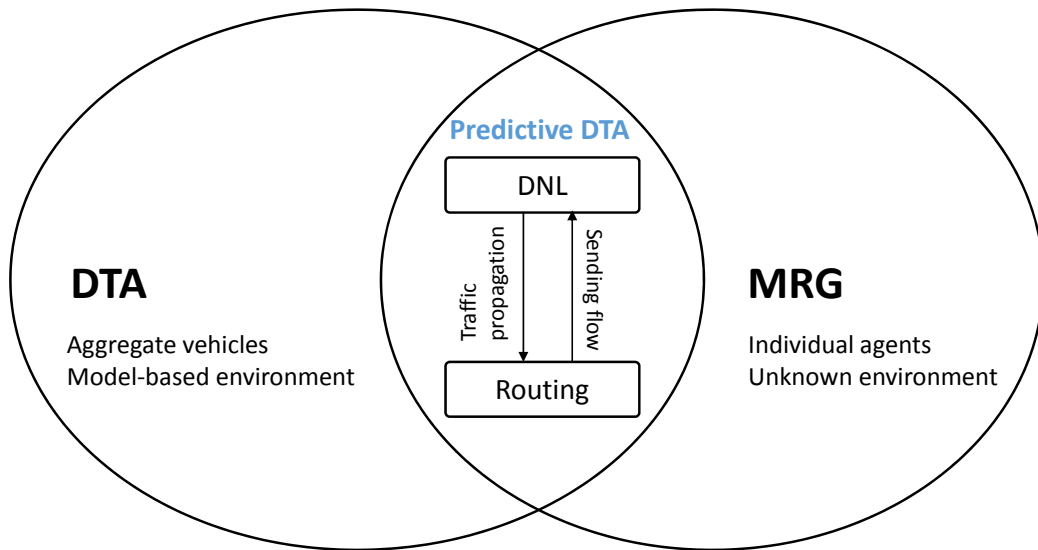 Predictive DTA
DNL
Traffic
propagation
Sending flow
Routing
DTA
Aggregate vehicles
Model-based environment
MRG
Individual agents
Unknown environment